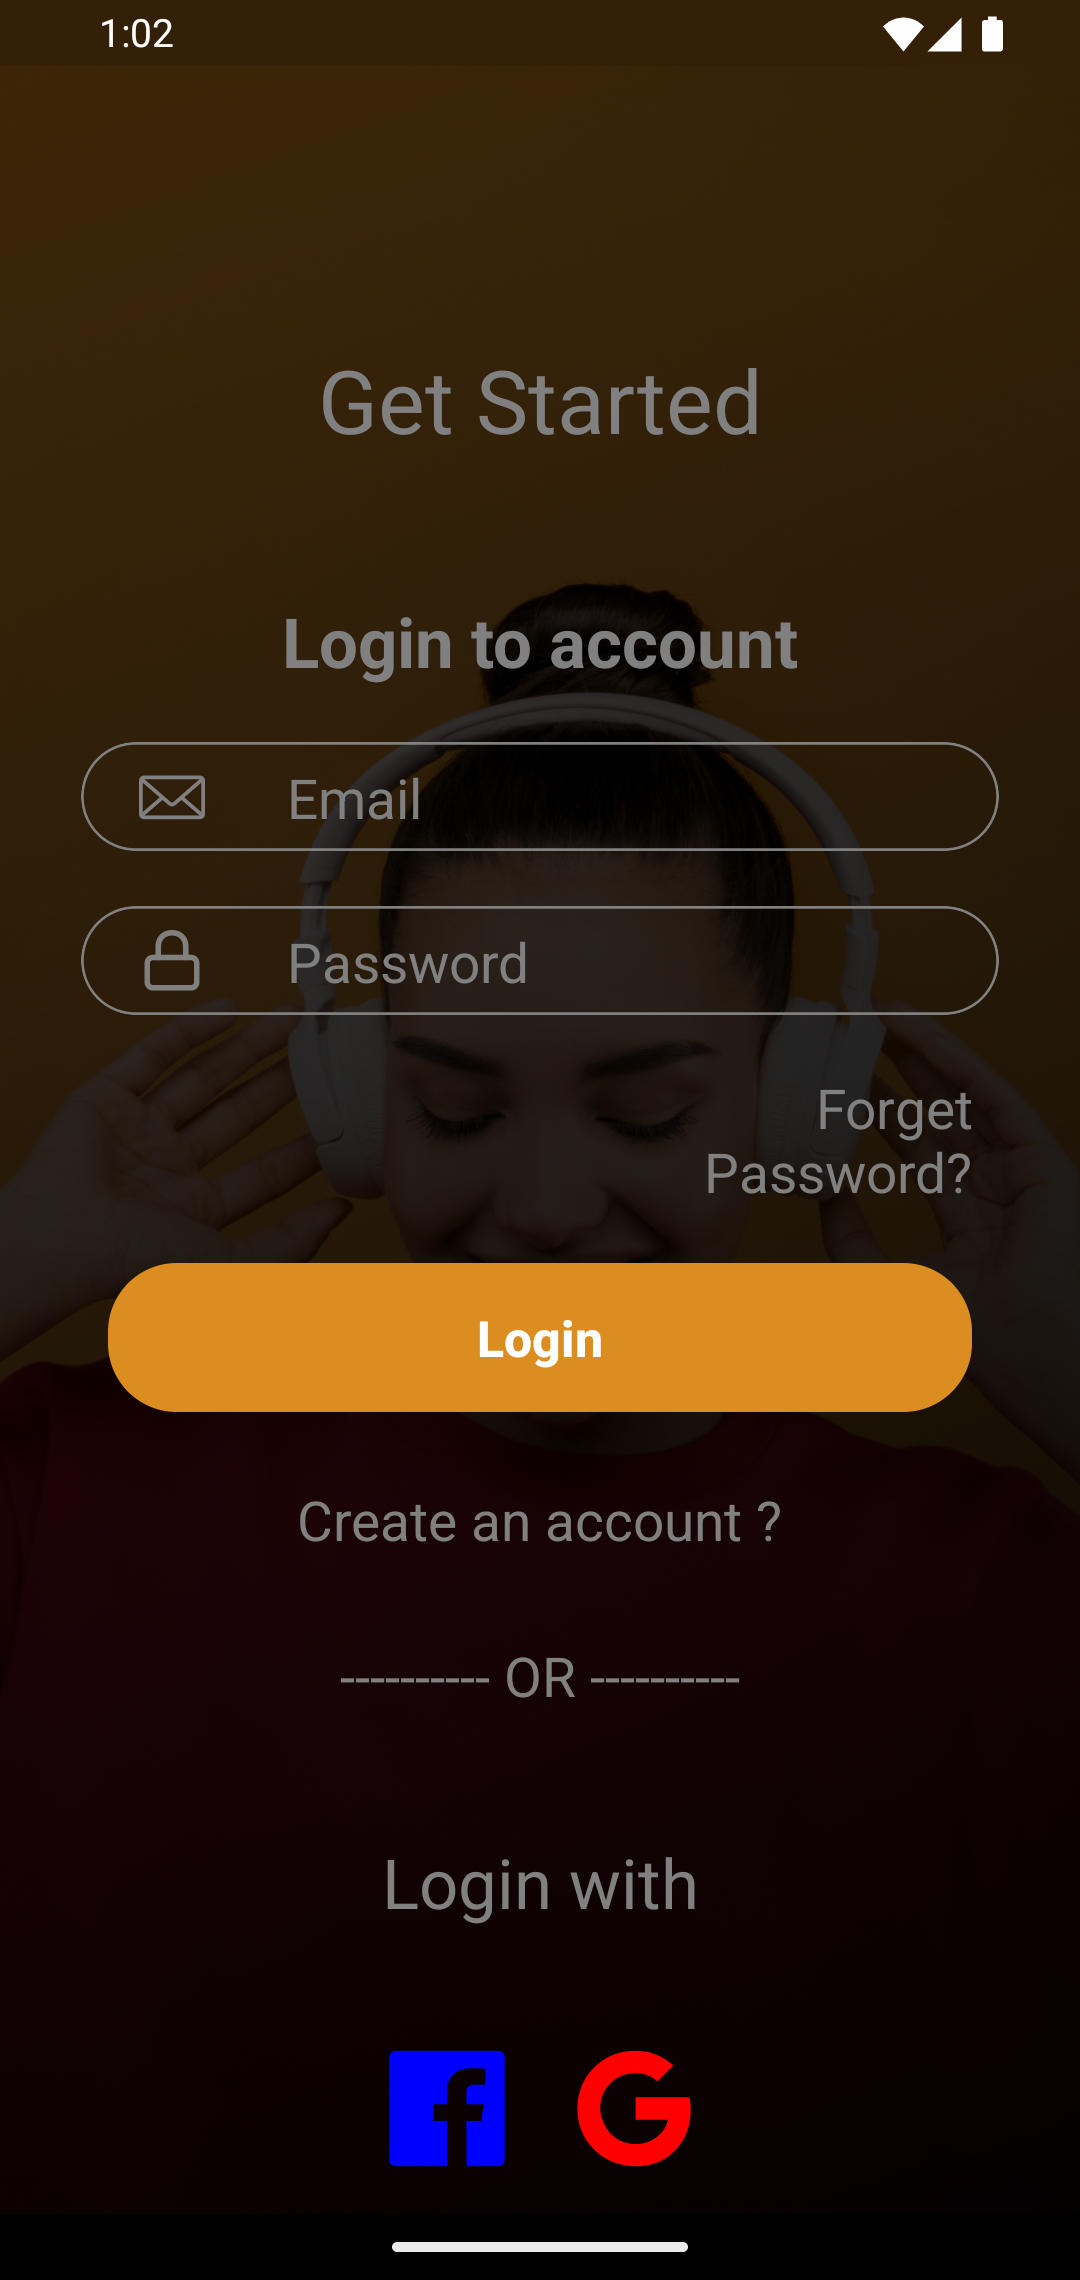 1:02
Get Started
Login to account
Email
Password
Forget
Password?
Login
Create an account ?
---------- OR ----------
Login with